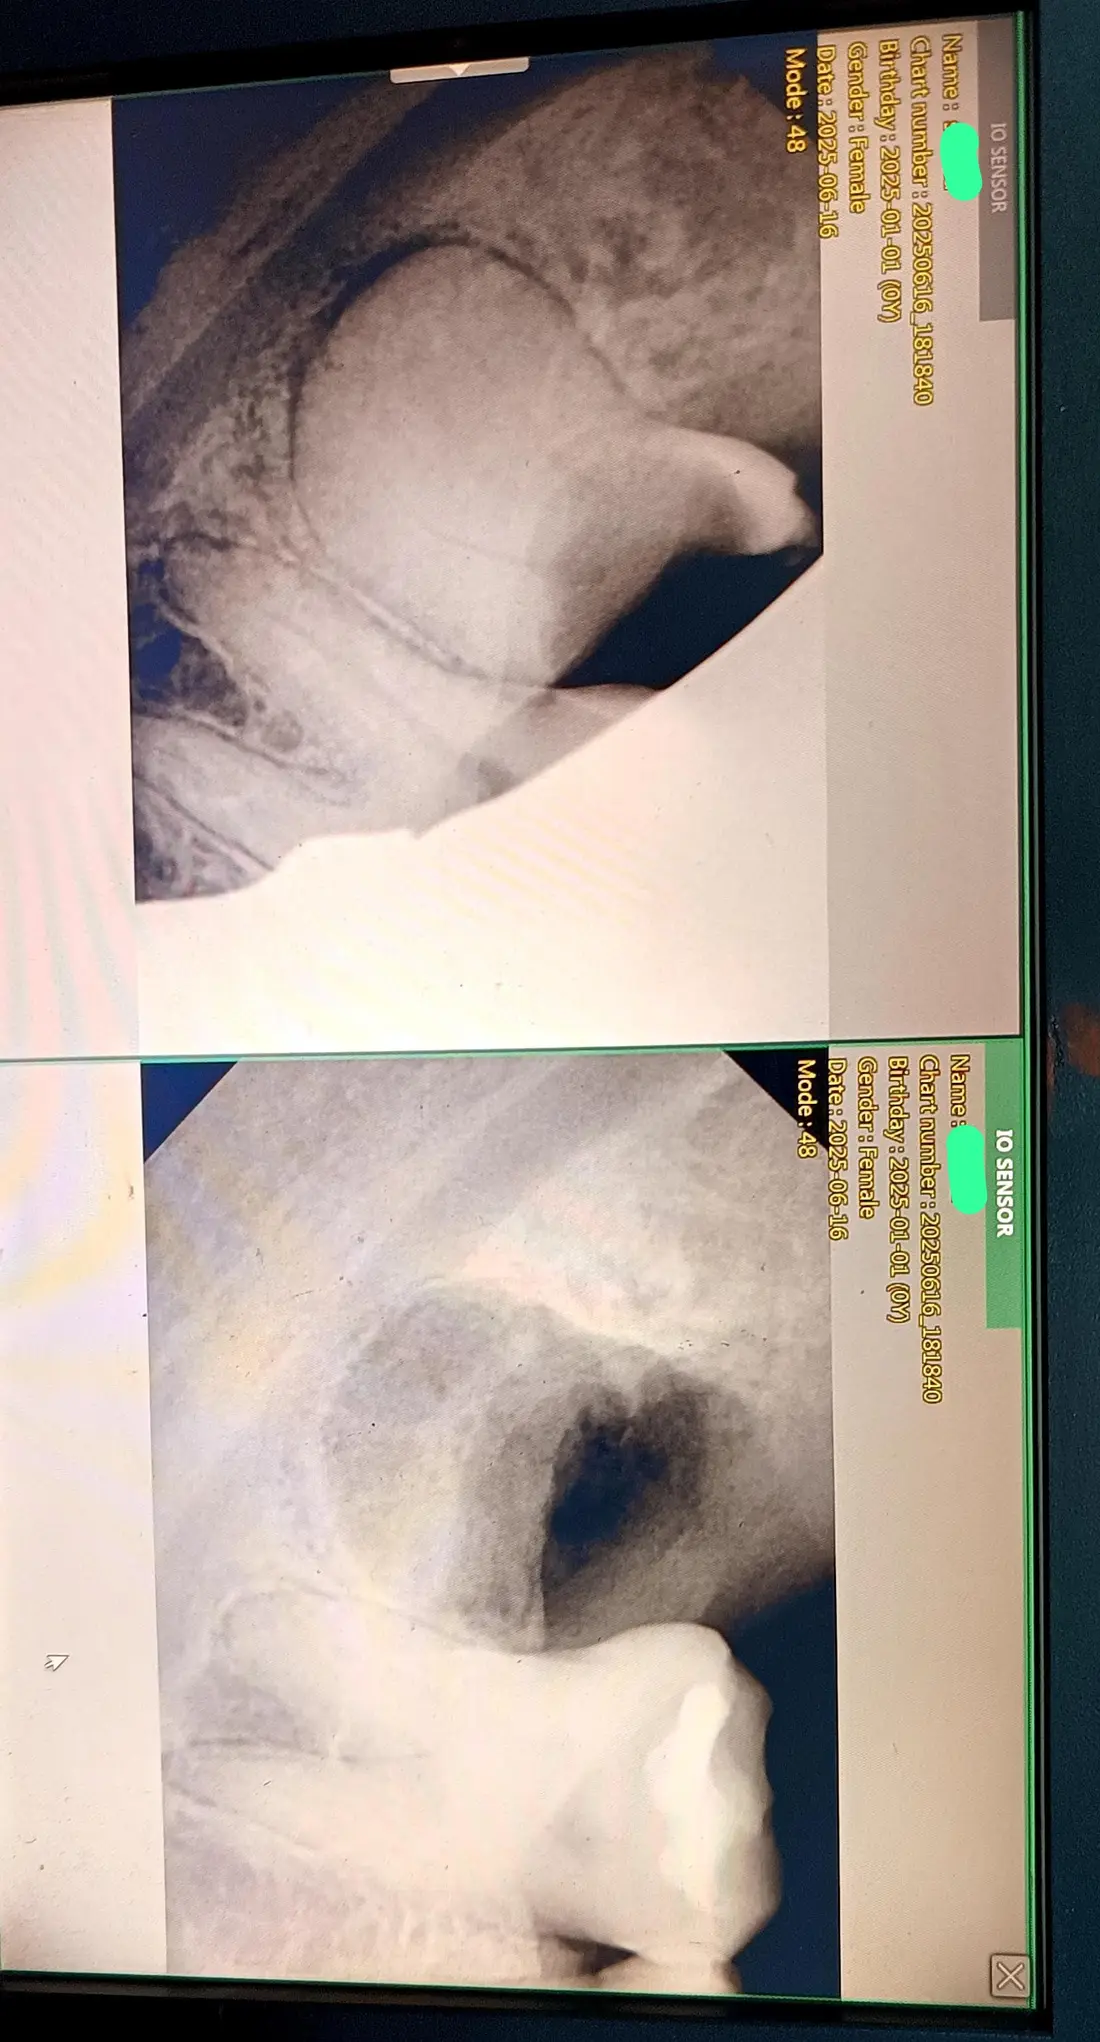 IO SENSOR
Name :
Chart number : 20250616_181840
Birthday : 2025-01-01 (0Y)
Gender : Female
Date : 2025-06-16
Mode : 48
IO SENSOR
Name :
Chart number : 20250616_181840
Birthday : 2025-01-01 (0Y)
Gender : Female
Date : 2025-06-16
Mode : 48